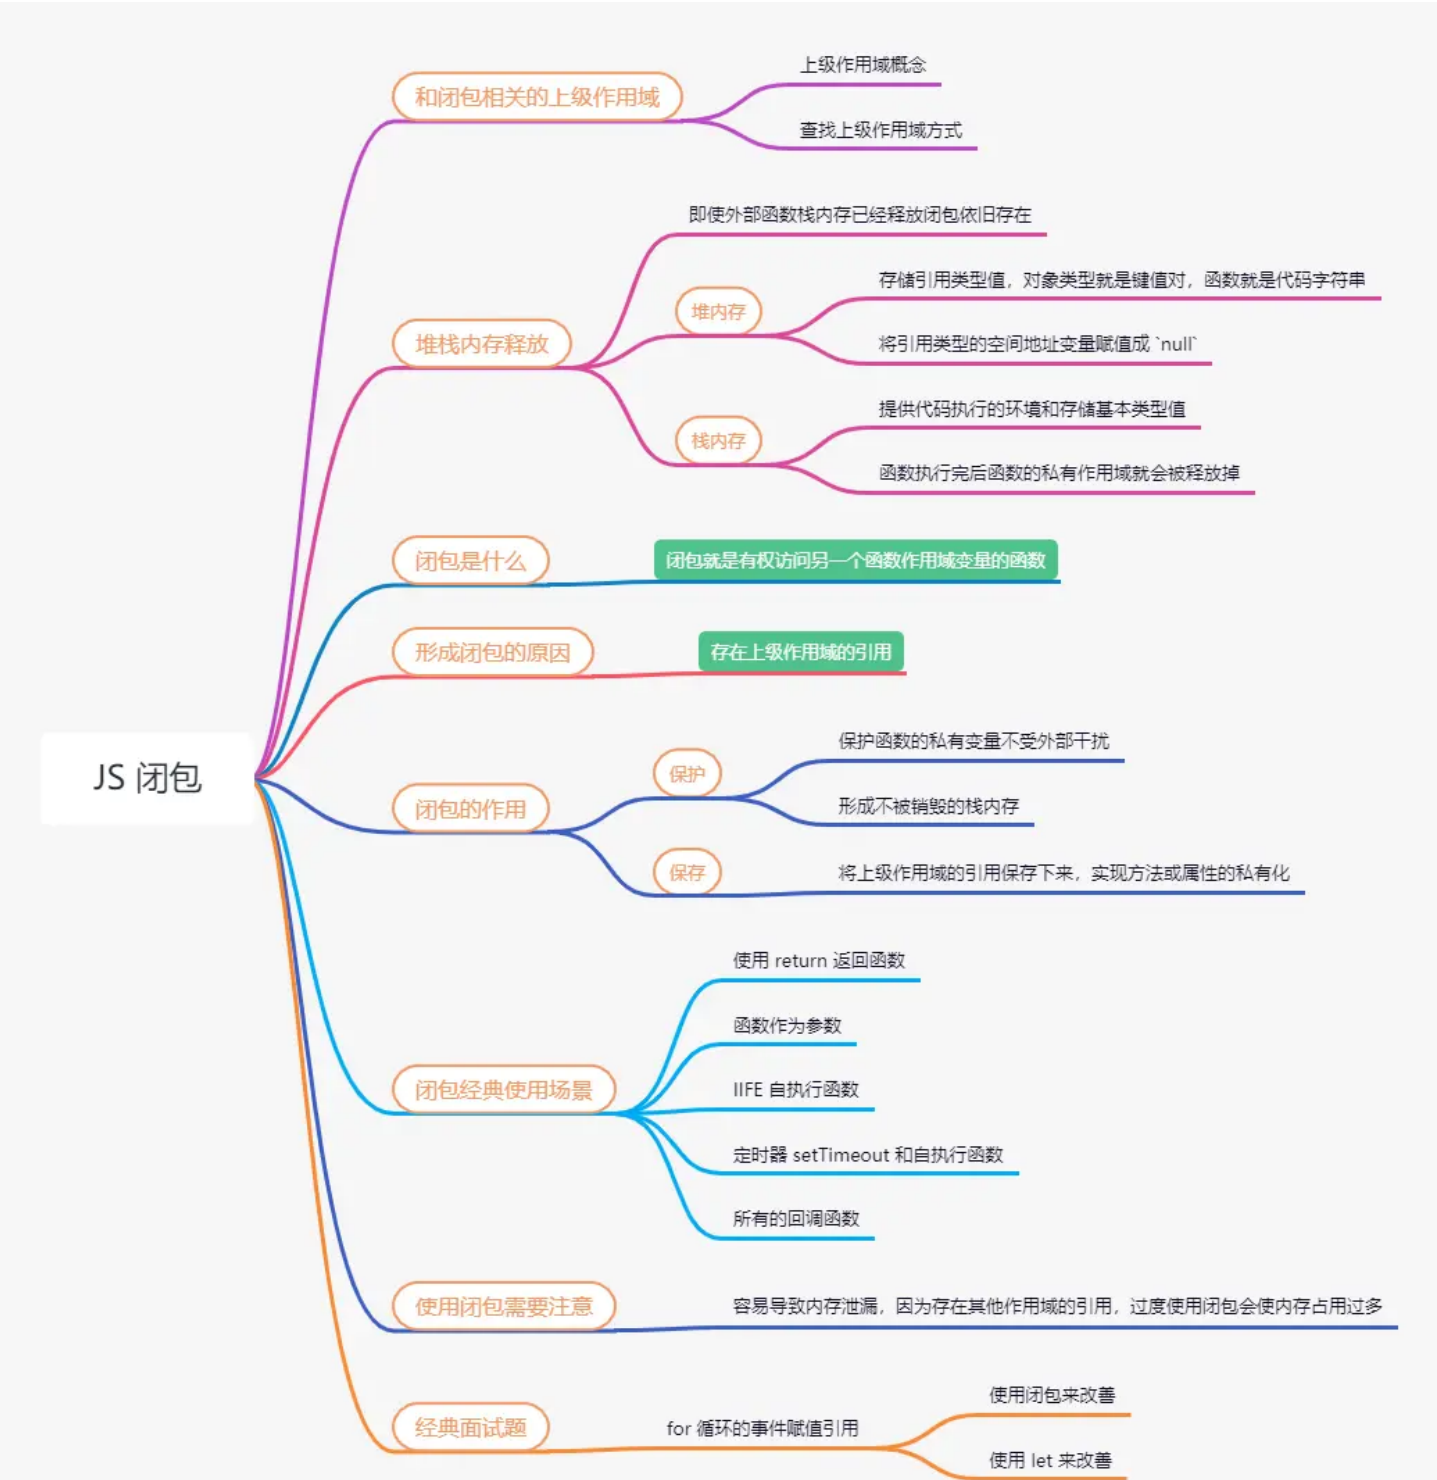 JS 闭包
和闭包相关的上级作用域
上级作用域概念
查找上级作用域方式
堆栈内存释放
即使外部函数栈内存已经释放闭包依旧存在
堆内存
存储引用类型值，对象类型就是键值对，函数就是代码字符串
将引用类型的空间地址变量赋值成 `null`
栈内存
提供代码执行的环境和存储基本类型值
函数执行完后函数的私有作用域就会被释放掉
闭包是什么
闭包就是有权访问另一个函数作用域变量的函数
形成闭包的原因
存在上级作用域的引用
闭包的作用
保护
保护函数的私有变量不受外部干扰
形成不被销毁的栈内存
保存
将上级作用域的引用保存下来，实现方法或属性的私有化
闭包经典使用场景
使用 return 返回函数
函数作为参数
IIFE 自执行函数
定时器 setTimeout 和自执行函数
所有的回调函数
使用闭包需要注意
容易导致内存泄漏，因为存在其他作用域的引用，过度使用闭包会使内存占用过多
经典面试题
for 循环的事件赋值引用
使用闭包来改善
使用 let 来改善